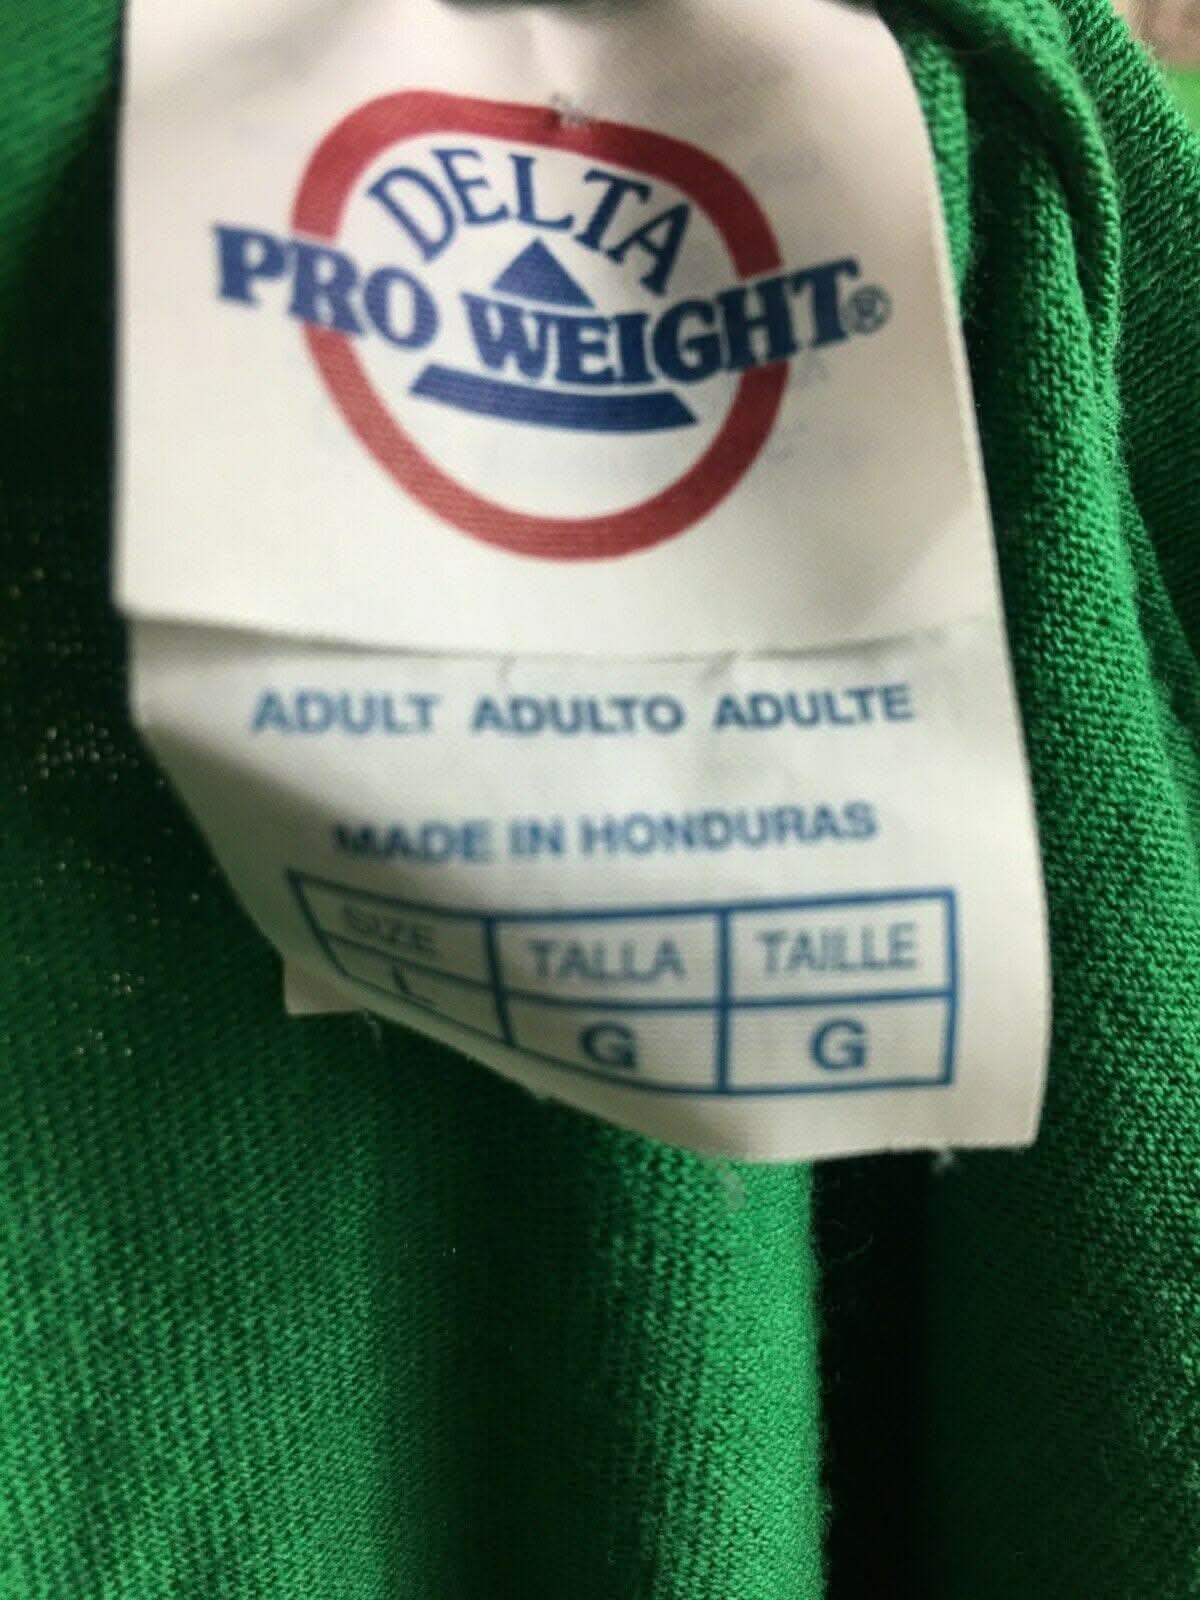 DELTA
PRO WEIGHT®
ADULT ADULTO ADULTE
MADE IN HONDURAS
SIZE TALLA TAILLE
L G G